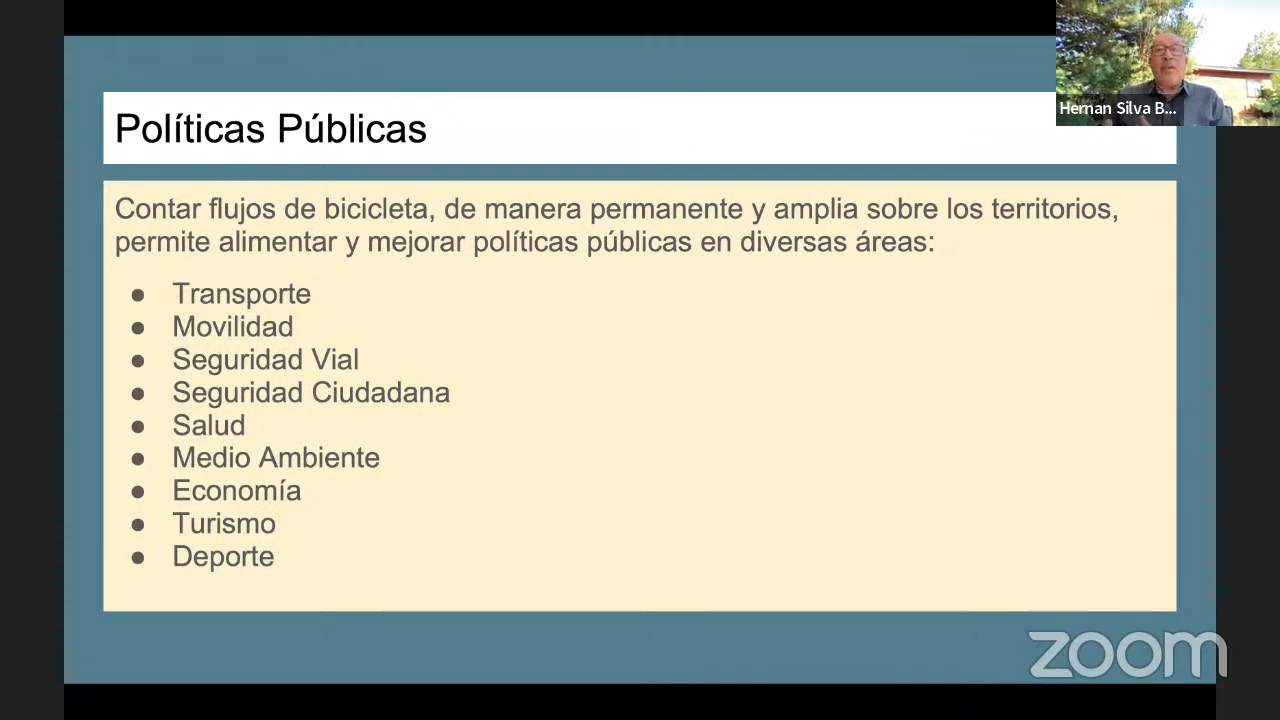 Hernan Silva B...
Políticas Públicas
Contar flujos de bicicleta, de manera permanente y amplia sobre los territorios,
permite alimentar y mejorar políticas públicas en diversas áreas:
● Transporte
● Movilidad
● Seguridad Vial
● Seguridad Ciudadana
● Salud
● Medio Ambiente
● Economía
● Turismo
● Deporte
zoom